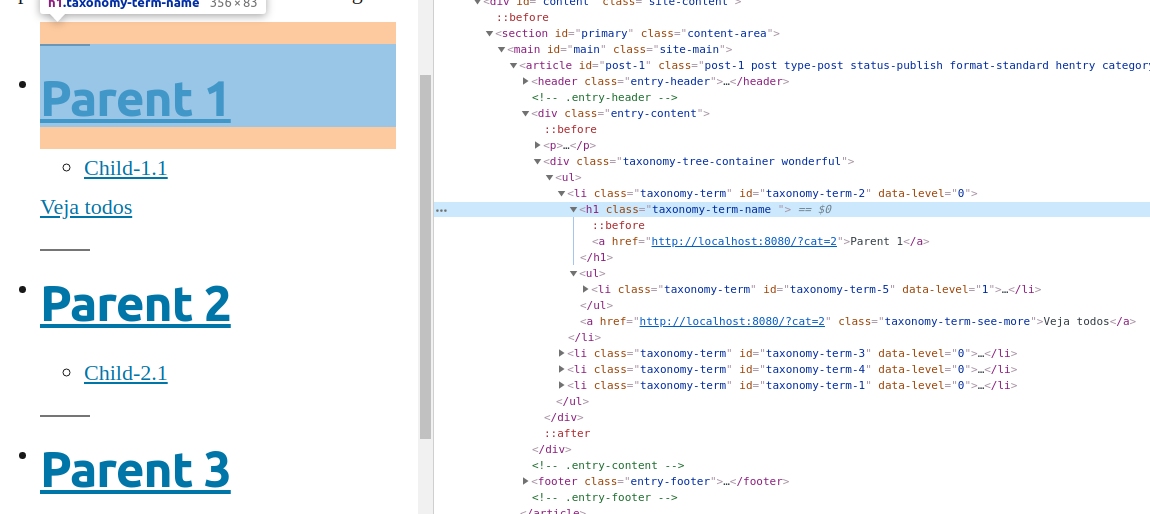 h1.taxonomy-term-name 356×83
Parent 1
Child-1.1
Veja todos
Parent 2
Child-2.1
Parent 3
<div id="content" class="site-content">
::before
<section id="primary" class="content-area">
<main id="main" class="site-main">
<article id="post-1" class="post-1 post type-post status-publish format-standard hentry category
<header class="entry-header">…</header>
<!-- .entry-header -->
<div class="entry-content">
::before
<p>…</p>
<div class="taxonomy-tree-container wonderful">
<ul>
<li class="taxonomy-term" id="taxonomy-term-2" data-level="0">
<h1 class="taxonomy-term-name "> == $0
::before
<a href="http://localhost:8080/?cat=2">Parent 1</a>
</h1>
<ul>
<li class="taxonomy-term" id="taxonomy-term-5" data-level="1">…</li>
</ul>
<a href="http://localhost:8080/?cat=2" class="taxonomy-term-see-more">Veja todos</a>
</li>
<li class="taxonomy-term" id="taxonomy-term-3" data-level="0">…</li>
<li class="taxonomy-term" id="taxonomy-term-4" data-level="0">…</li>
<li class="taxonomy-term" id="taxonomy-term-1" data-level="0">…</li>
</ul>
</div>
::after
</div>
<!-- .entry-content -->
<footer class="entry-footer">…</footer>
<!-- .entry-footer -->
</article>